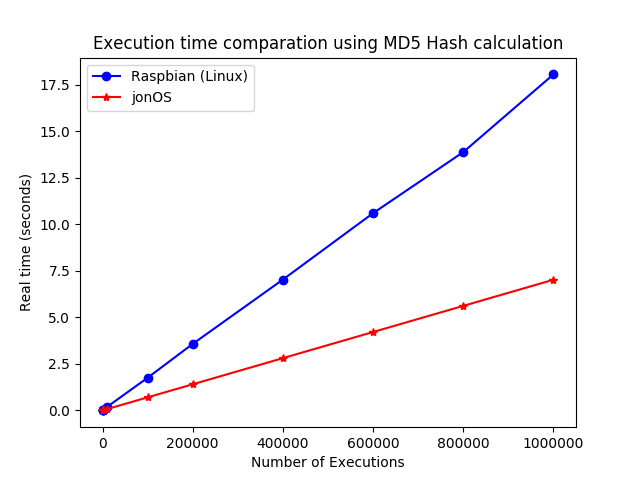 Execution time comparation using MD5 Hash calculation
Raspbian (Linux)
jonOS
Real time (seconds)
17.5
15.0
12.5
10.0
7.5
5.0
2.5
0.0
0 200000 400000 600000 800000 1000000
Number of Executions